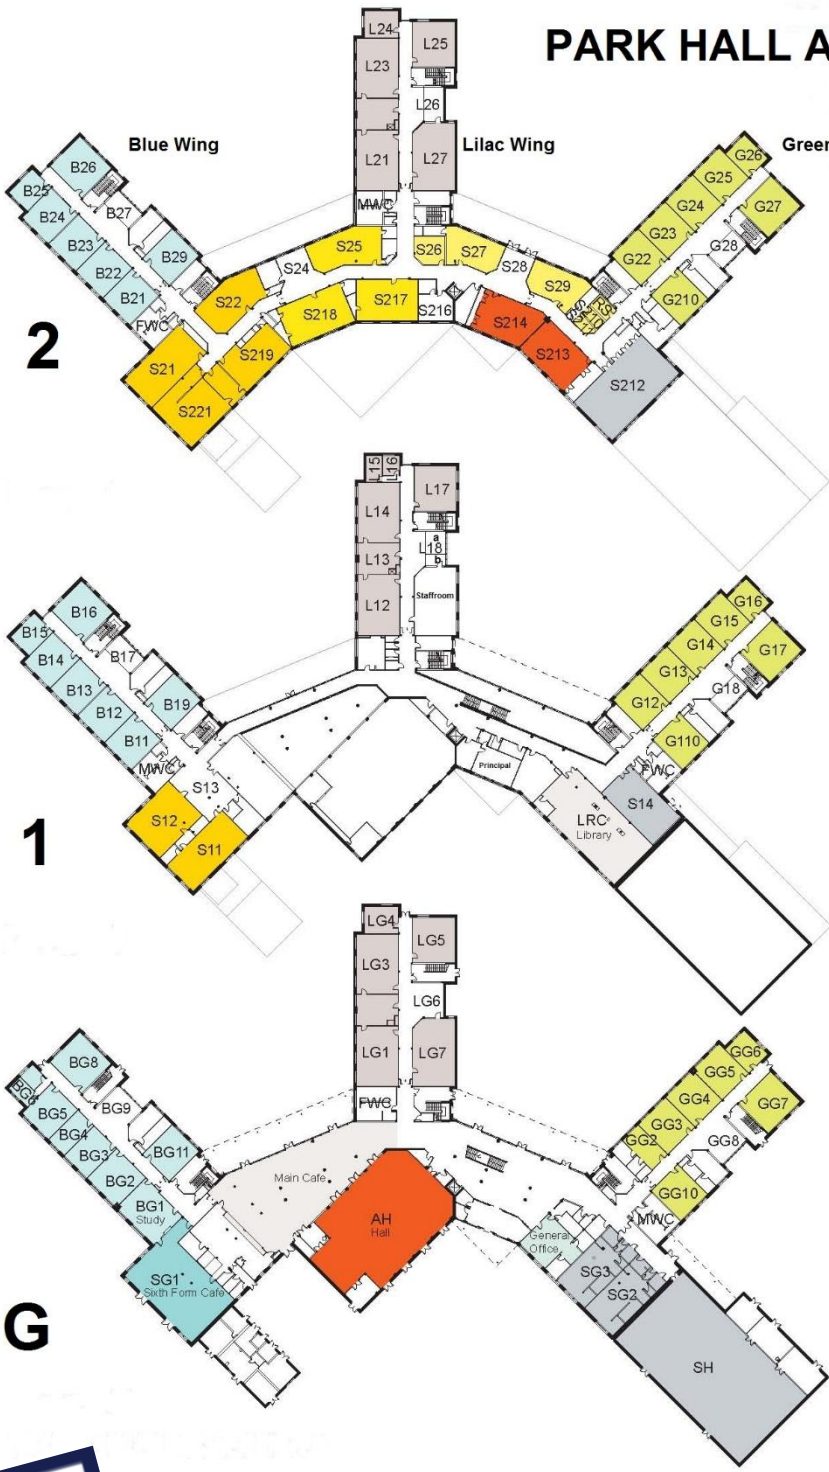 PARK HALL A
Blue Wing
Lilac Wing
Green
2
L24
L25
L23
L26
L21
L27
MWC
B26
B25
B27
B24
B23
B29
B22
B21
FWC
G26
G25
G27
G24
G23
G28
G22
G210
S25
S26
S27
S24
S28
S22
S29
S217
S218
S216
S214
S219
S213
S21
S221
S212
1
L15
L16
L17
L14
L18
a
b
L13
L12
Staffroom
B16
B15
B17
B14
B13
B19
B12
B11
MWC
G16
G15
G17
G14
G13
G18
G12
G110
FWC
S13
S12
S11
Principal
S14
LRC
Library
G
LG4
LG5
LG3
LG6
LG1
LG7
FWC
BG8
BG6
BG9
BG5
BG4
BG11
BG3
BG2
BG1
Study
GG6
GG5
GG7
GG4
GG3
GG8
GG2
GG10
MWC
Main Cafe
AH
Hall
General
Office
SG1
Sixth Form Cafe
SG3
SG2
SH